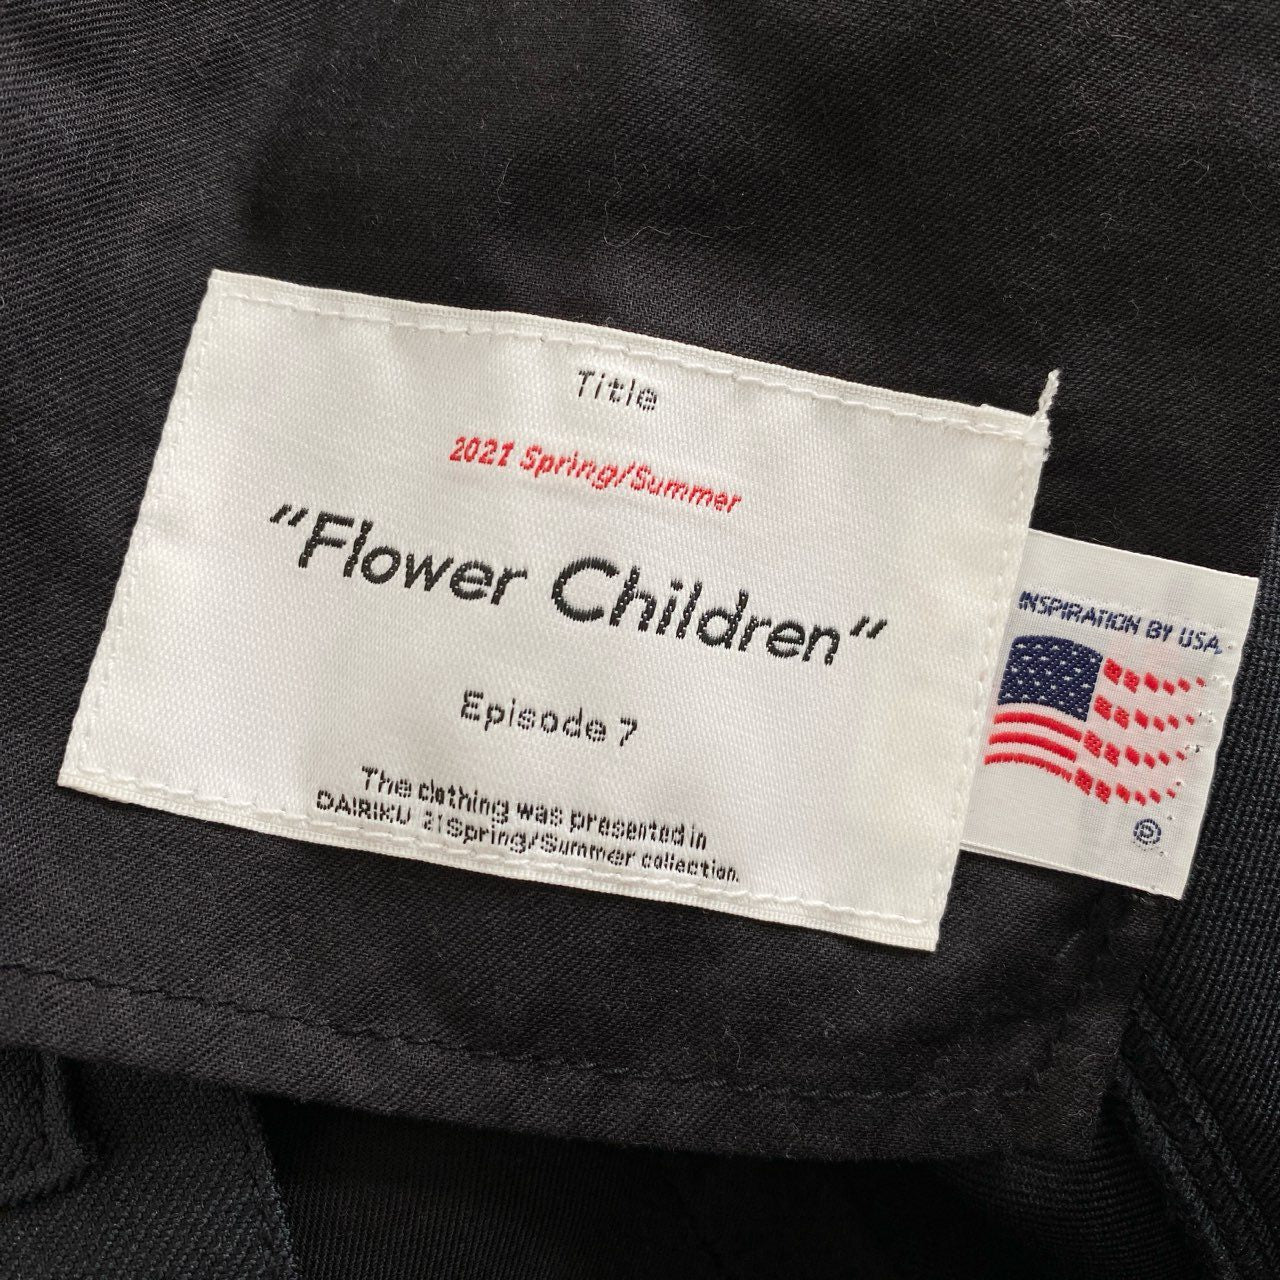 Title
2021 Spring/Summer
“Flower Children“
Episode 7
The clothing was presented in
DAIRIKU 21Spring/Summer collection.
INSPIRATION BY USA.
Ⓟ